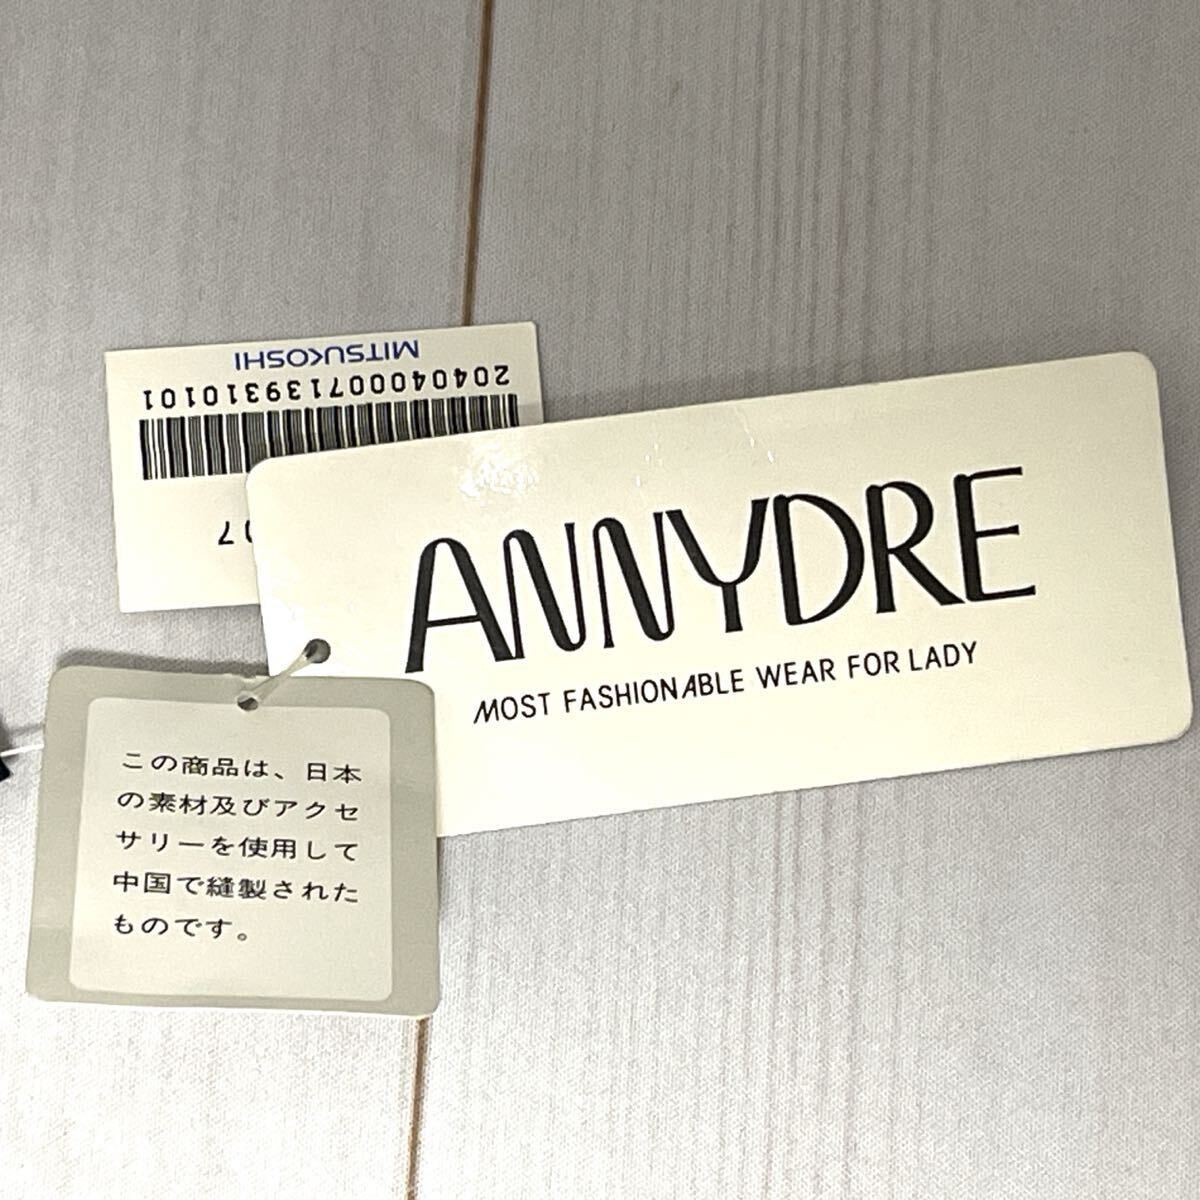 MITSUKOSHI
204040007139310101
ANNYDRE
MOST FASHIONABLE WEAR FOR LADY
この商品は、日本
の素材及びアクセ
サリーを使用して
中国で縫製された
ものです。